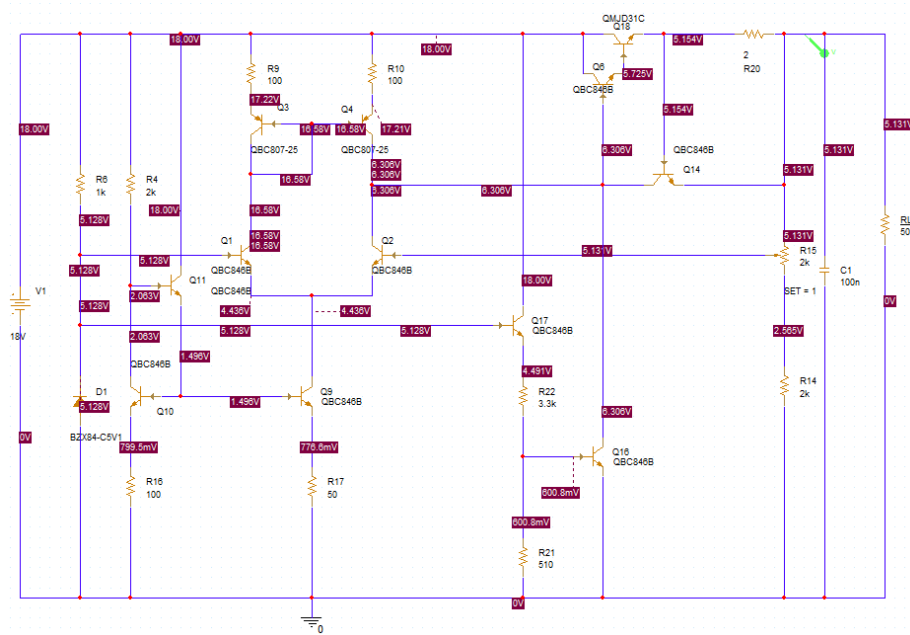 QMJD31C
Q18
18.00V
18.00V
5.154V
2
R20
V
R9
100
R10
100
Q6
5.725V
QBC846B
17.22V
Q3
Q4
5.154V
18.00V
16.58V
16.58V
17.21V
5.131V
QBC807-25
QBC807-25
6.306V
QBC846B
5.131V
R6
1k
R4
2k
16.58V
6.306V
6.306V
5.306V
6.306V
Q14
5.131V
18.00V
16.58V
5.128V
16.58V
16.58V
5.131V
RL
50
Q1
Q2
5.131V
R15
2k
5.128V
5.128V
QBC846B
QBC846B
C1
100n
Q11
QBC846B
18.00V
SET = 1
V1
18V
2.063V
5.128V
4.436V
4.436V
0V
Q17
QBC846B
2.063V
5.128V
5.128V
2.565V
1.496V
QBC846B
4.491V
D1
5.128V
Q10
1.496V
Q9
QBC846B
R22
3.3k
R14
2k
6.306V
BZX84-C5V1
0V
799.5mV
776.6mV
Q16
QBC846B
R16
100
R17
50
600.8mV
600.8mV
R21
510
0V
0